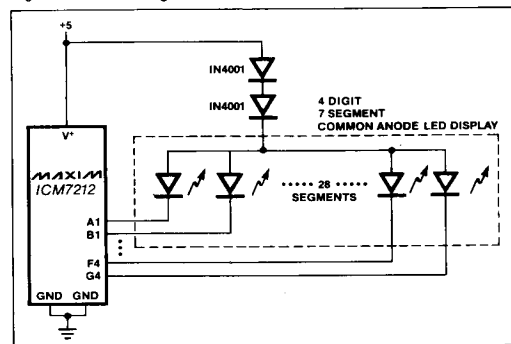 +5
IN4001
IN4001
4 DIGIT
7 SEGMENT
COMMON ANODE LED DISPLAY
V+
MAXIM
ICM7212
•••••• 28 ••••••
SEGMENTS
A1
B1
F4
G4
GND GND